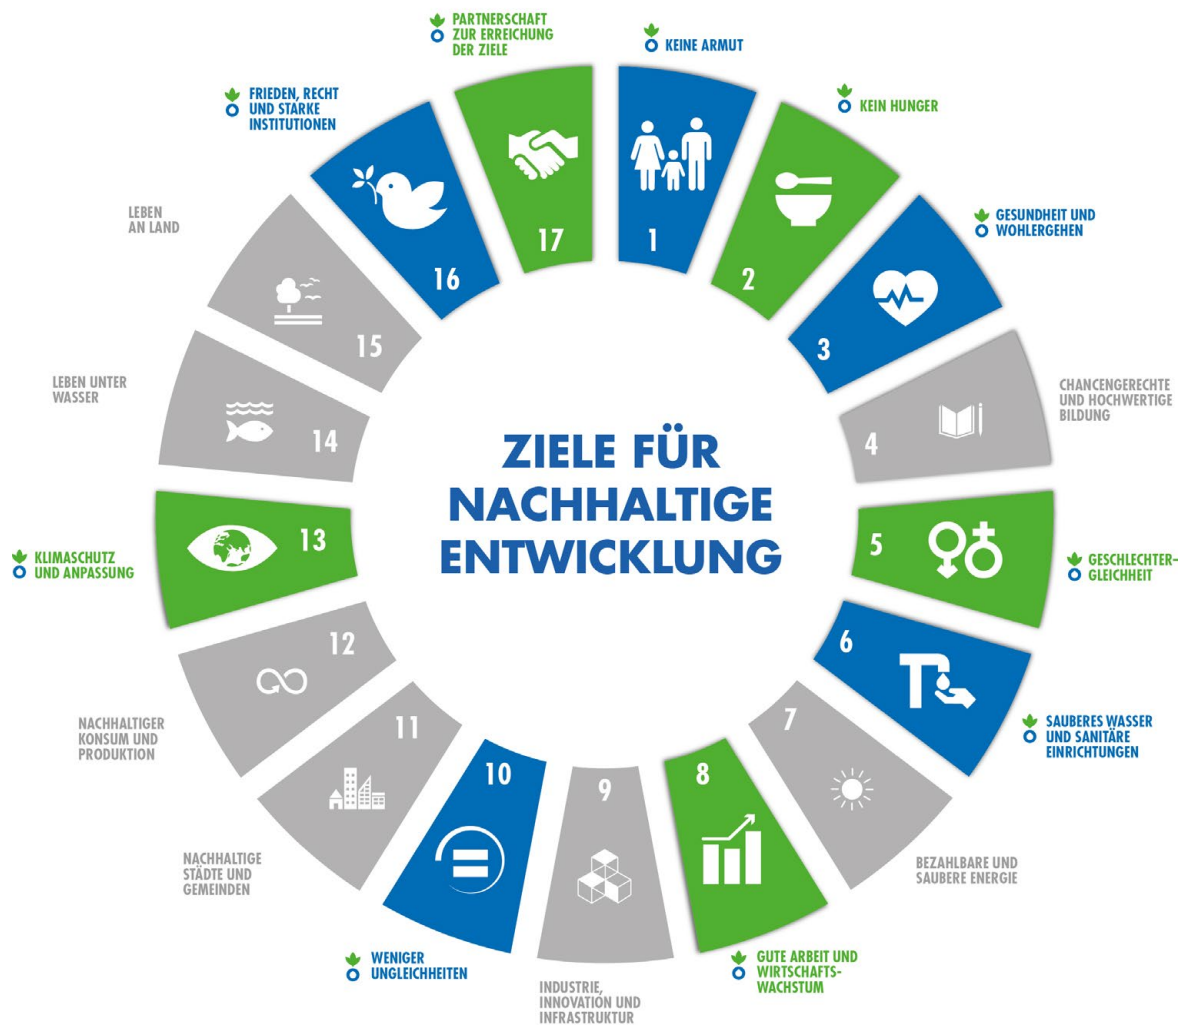 ZIELE FÜR
NACHHALTIGE
ENTWICKLUNG
KEINE ARMUT
1
KEIN HUNGER
2
GESUNDHEIT UND
WOHLERGEHEN
3
CHANCENGERECHTE
UND HOCHWERTIGE
BILDUNG
4
GESCHLECHTER-
GLEICHHEIT
5
SAUBERES WASSER
UND SANITÄRE
EINRICHTUNGEN
6
BEZAHLBARE UND
SAUBERE ENERGIE
7
GUTE ARBEIT UND
WIRTSCHAFTS-
WACHSTUM
8
INDUSTRIE,
INNOVATION UND
INFRASTRUKTUR
9
WENIGER
UNGLEICHHEITEN
10
NACHHALTIGE
STÄDTE UND
GEMEINDEN
11
NACHHALTIGER
KONSUM UND
PRODUKTION
12
KLIMASCHUTZ
UND ANPASSUNG
13
LEBEN UNTER
WASSER
14
LEBEN
AN LAND
15
FRIEDEN, RECHT
UND STARKE
INSTITUTIONEN
16
PARTNERSCHAFT
ZUR ERREICHUNG
DER ZIELE
17